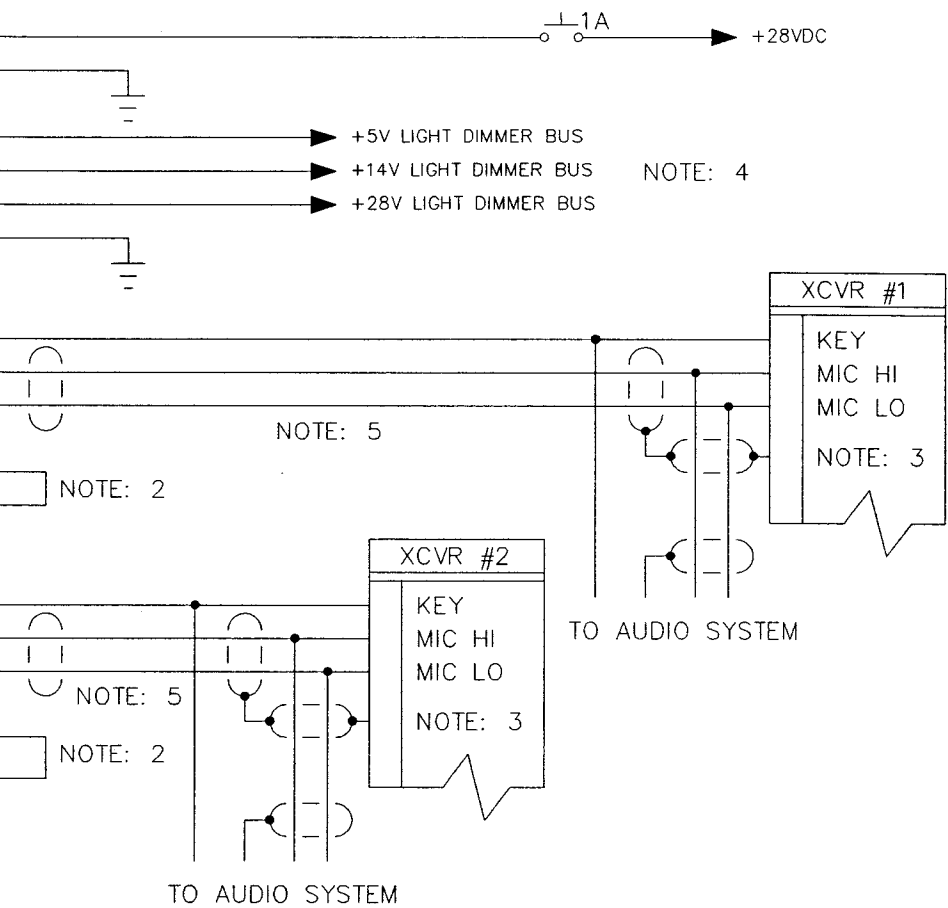 1A
+28VDC
+5V LIGHT DIMMER BUS
+14V LIGHT DIMMER BUS
NOTE: 4
+28V LIGHT DIMMER BUS
XCVR #1
KEY
MIC HI
MIC LO
NOTE: 3
NOTE: 5
NOTE: 2
TO AUDIO SYSTEM
XCVR #2
KEY
MIC HI
MIC LO
NOTE: 3
NOTE: 5
NOTE: 2
TO AUDIO SYSTEM